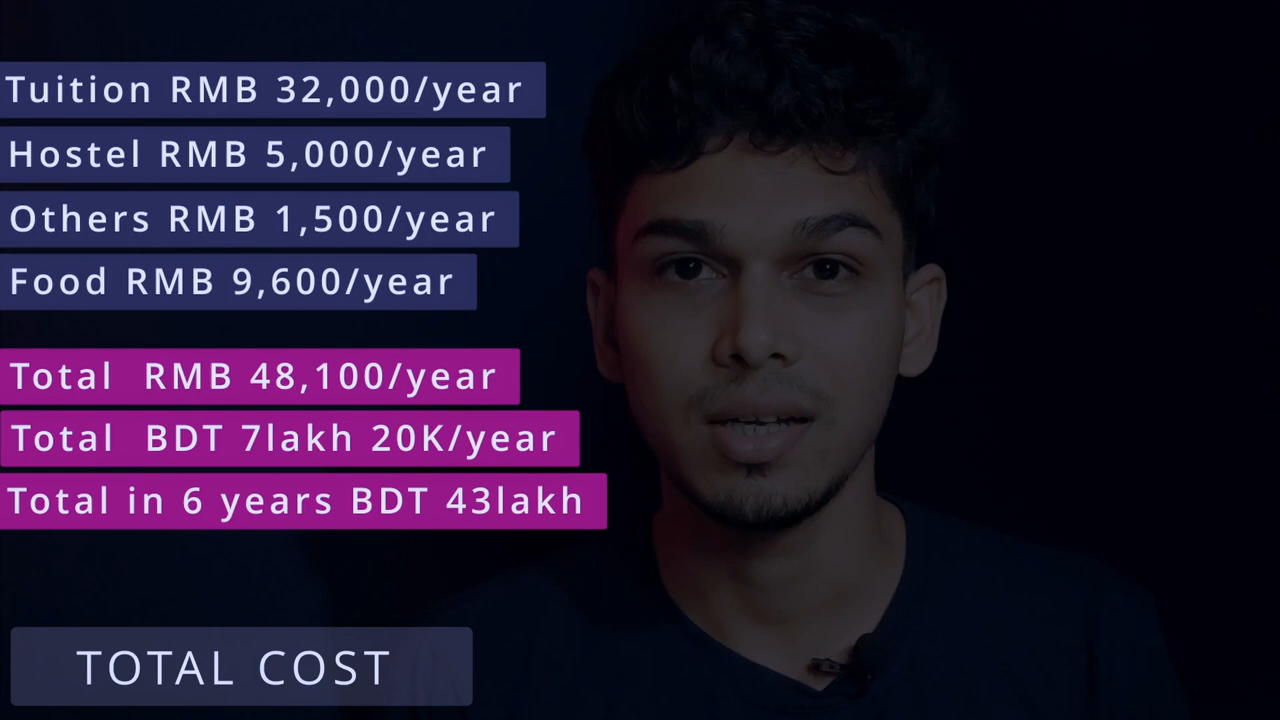 Tuition RMB 32,000/year
Hostel RMB 5,000/year
Others RMB 1,500/year
Food RMB 9,600/year
Total RMB 48,100/year
Total BDT 7lakh 20K/year
Total in 6 years BDT 43lakh
TOTAL COST